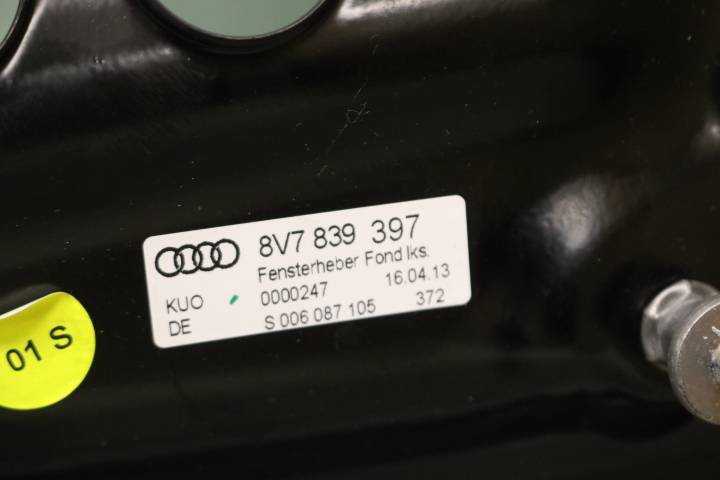 8V7 839 397
Fensterheber Fond lks.
KUO 0000247 16.04.13
DE S 006 087 105 372
01 S